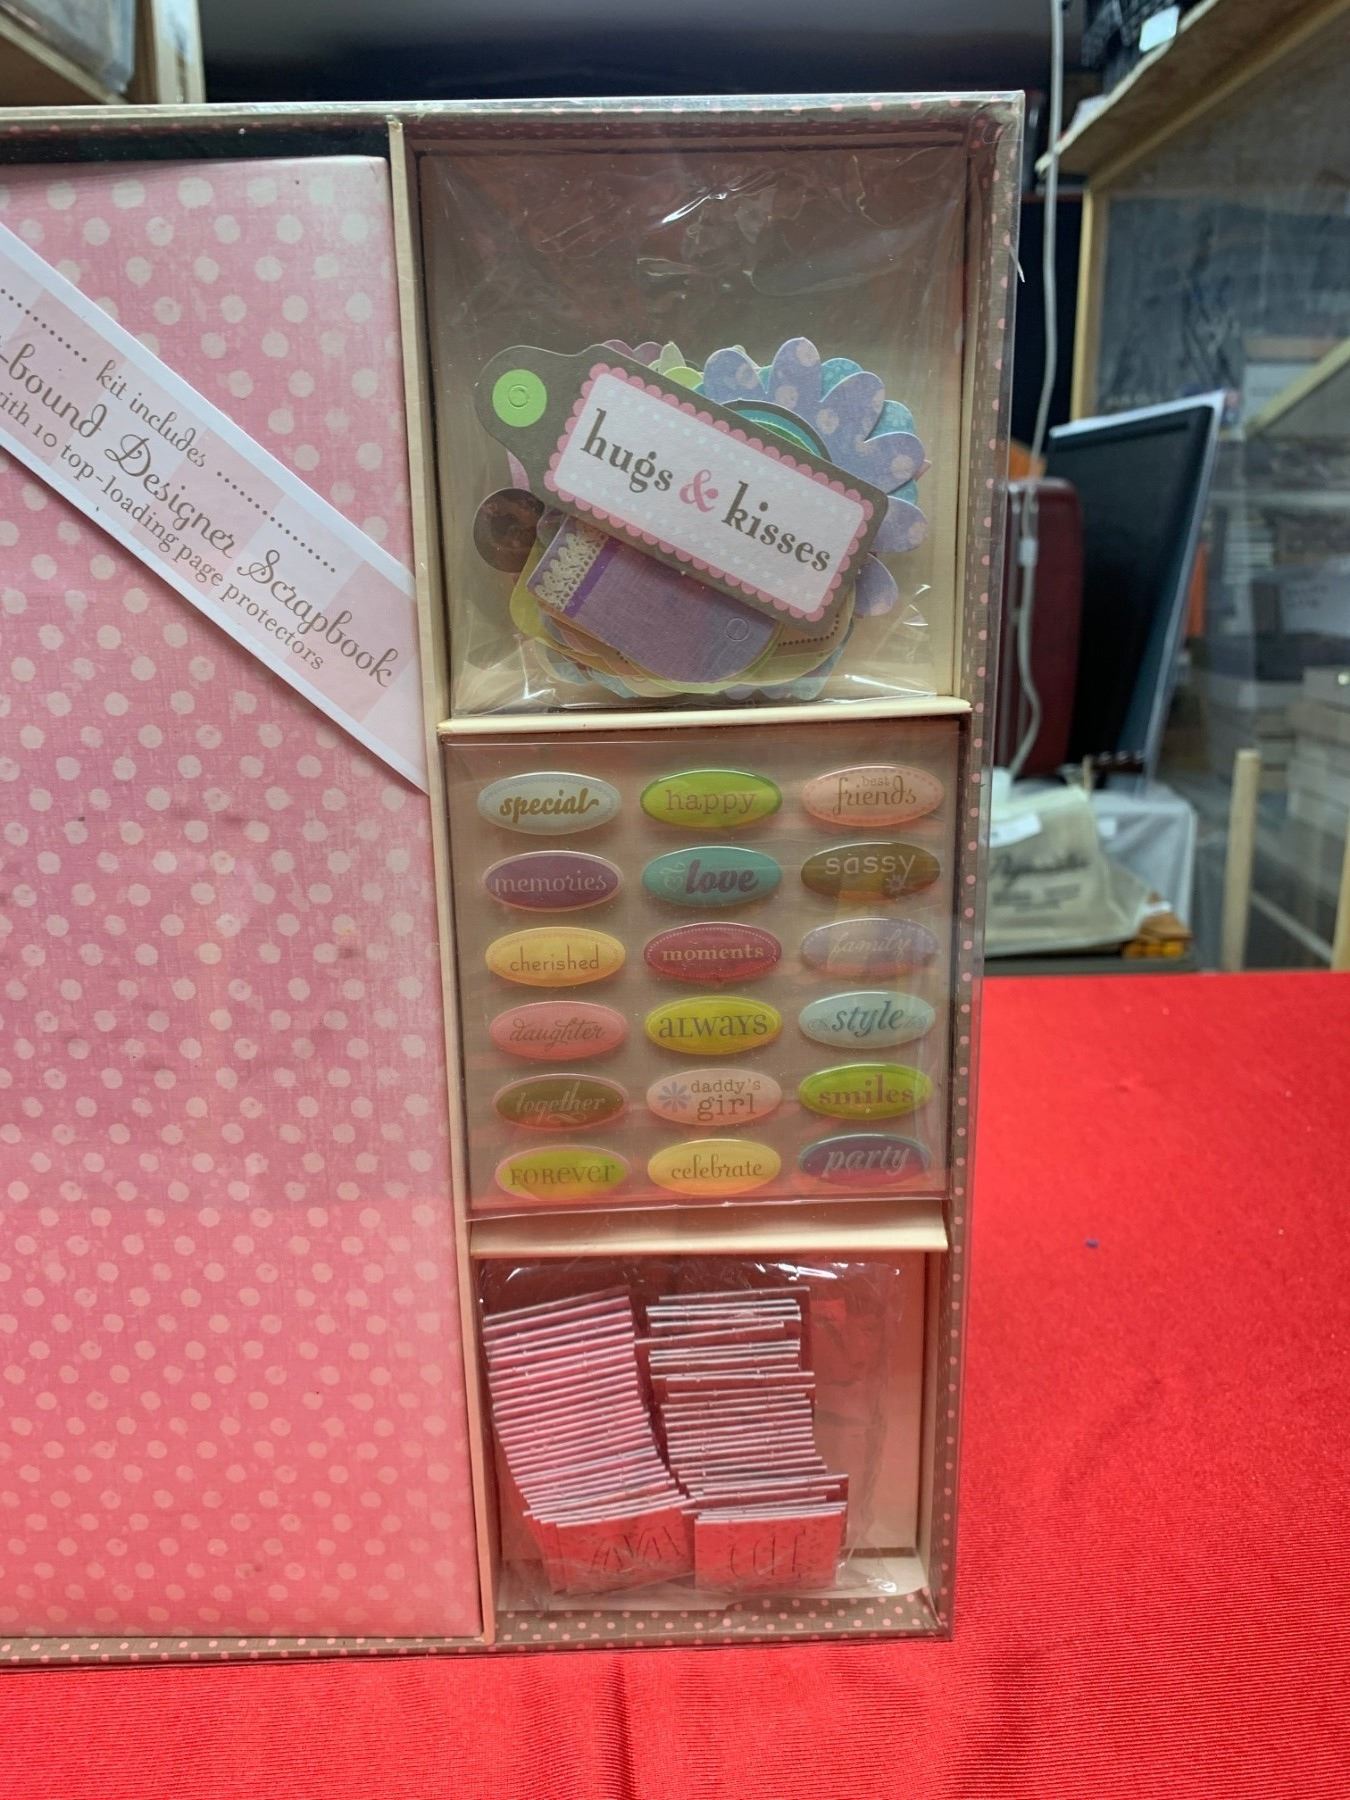 kit includes
-bound Designer Scrapbook
with 10 top-loading page protectors
hugs & kisses
special
happy
best
friends
memories
love
sassy
cherished
moments
family
daughter
ALWAYS
style
together
daddy's
girl
smiles
FOREVER
celebrate
party